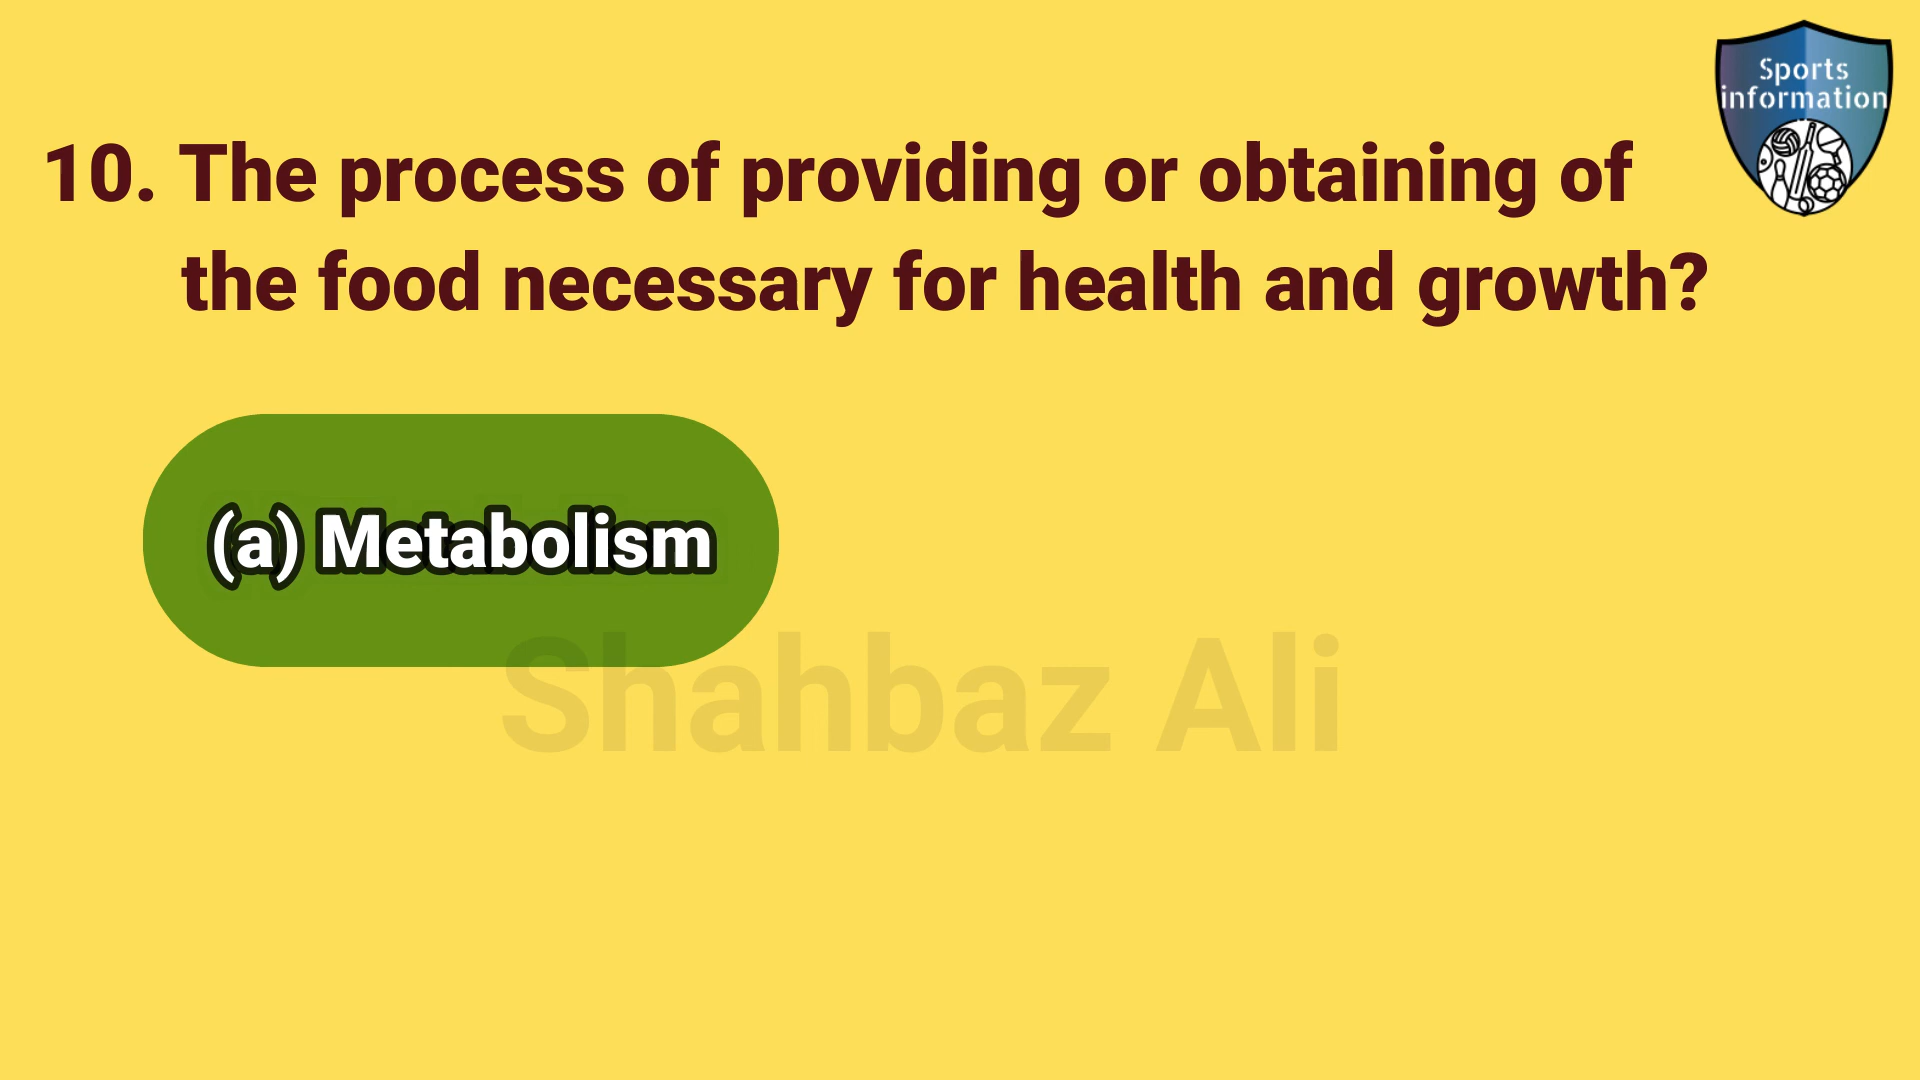 Sports
information
10. The process of providing or obtaining of
the food necessary for health and growth?
(a) Metabolism
Shahbaz Ali